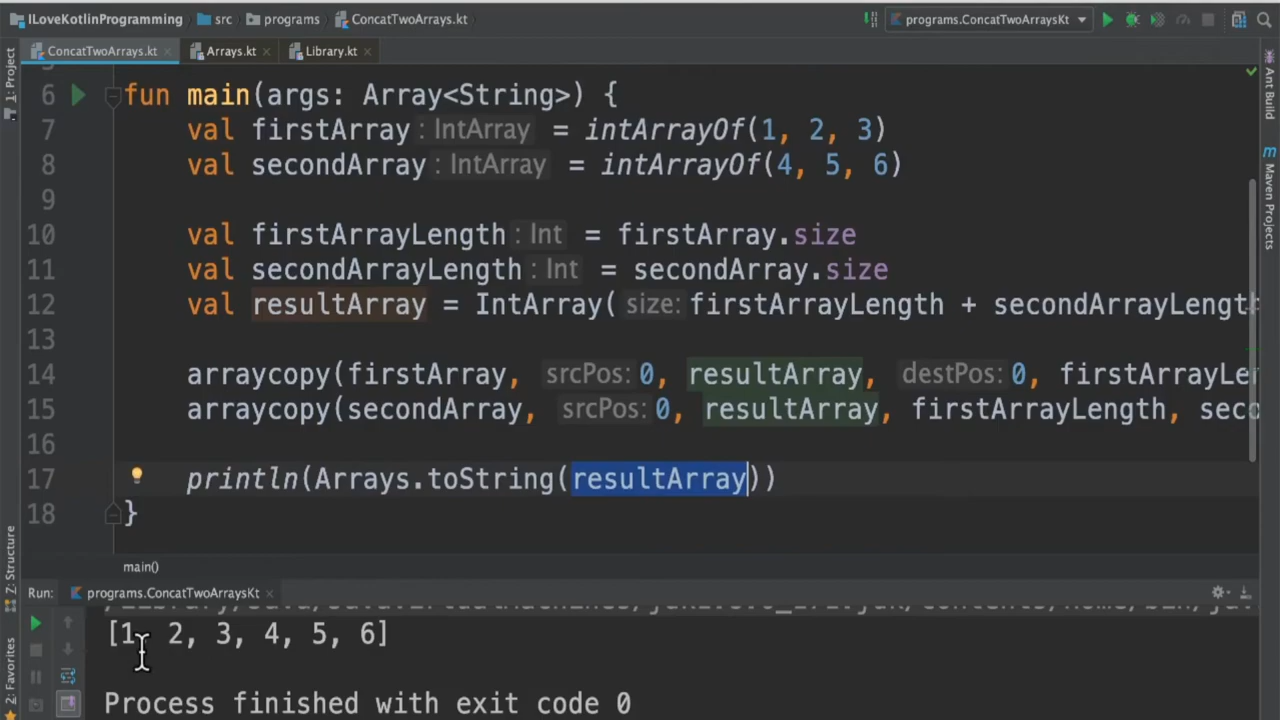 ILoveKotlinProgramming src programs ConcatTwoArrays.kt programs.ConcatTwoArraysKt
ConcatTwoArrays.kt Arrays.kt Library.kt
1: Project
Ant Build
Maven Projects
6 fun main(args: Array<String>) {
7 val firstArray : IntArray = intArrayOf(1, 2, 3)
8 val secondArray : IntArray = intArrayOf(4, 5, 6)
9
10 val firstArrayLength : Int = firstArray.size
11 val secondArrayLength : Int = secondArray.size
12 val resultArray = IntArray( size: firstArrayLength + secondArrayLengt
13
14 arraycopy(firstArray, srcPos: 0, resultArray, destPos: 0, firstArrayLe
15 arraycopy(secondArray, srcPos: 0, resultArray, firstArrayLength, seco
16
17 println(Arrays.toString(resultArray))
18 }
main()
Z: Structure
2: Favorites
Run: programs.ConcatTwoArraysKt
[1, 2, 3, 4, 5, 6]
Process finished with exit code 0